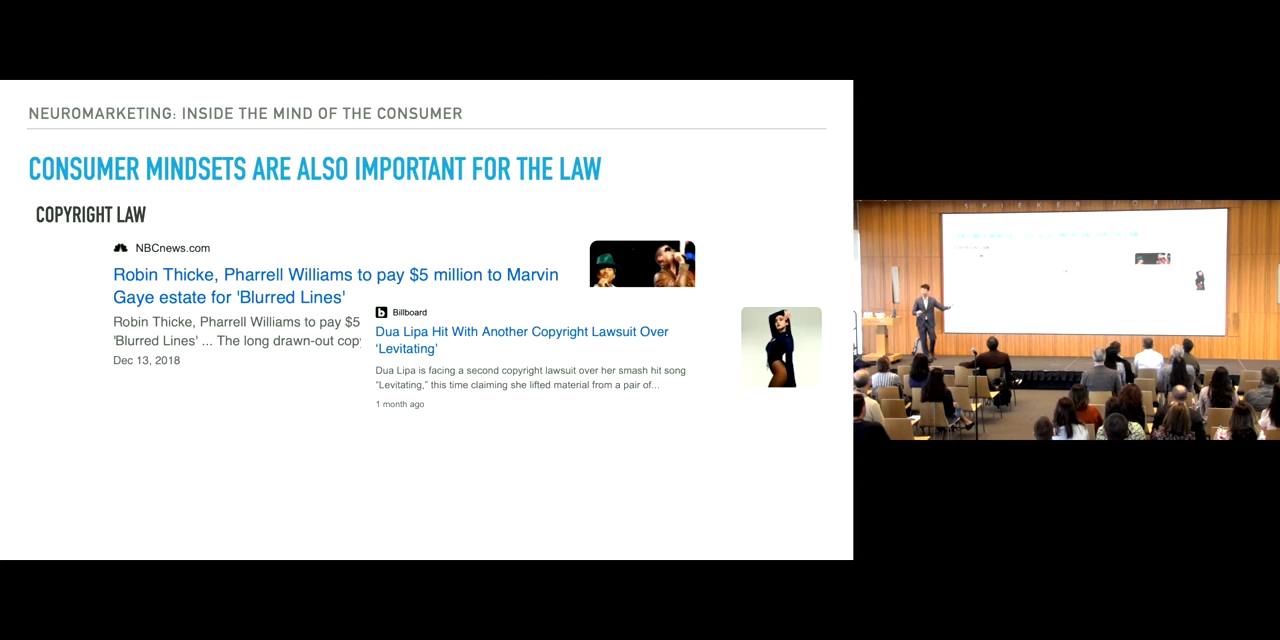 NEUROMARKETING: INSIDE THE MIND OF THE CONSUMER
CONSUMER MINDSETS ARE ALSO IMPORTANT FOR THE LAW
COPYRIGHT LAW
NBCnews.com
Robin Thicke, Pharrell Williams to pay $5 million to Marvin
Gaye estate for 'Blurred Lines'
Robin Thicke, Pharrell Williams to pay $5
'Blurred Lines' ... The long drawn-out cop
Dec 13, 2018
Billboard
Dua Lipa Hit With Another Copyright Lawsuit Over
‘Levitating’
Dua Lipa is facing a second copyright lawsuit over her smash hit song
“Levitating,” this time claiming she lifted material from a pair of...
1 month ago
SPIEKER FORUM